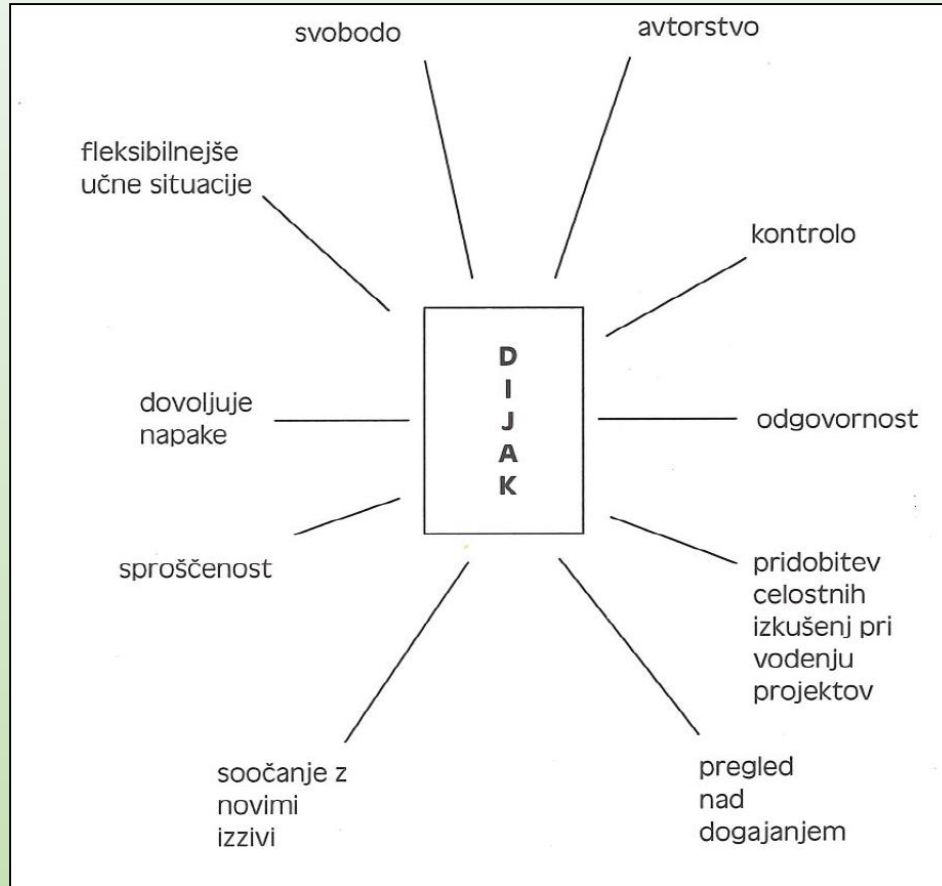 svobodo
avtorstvo
fleksibilnejše
učne situacije
kontrolo
D
I
J
A
K
dovoljuje
napake
odgovornost
sproščenost
pridobitev
celostnih
izkušenj pri
vodenju
projektov
soočanje z
novimi
izzivi
pregled
nad
dogajanjem